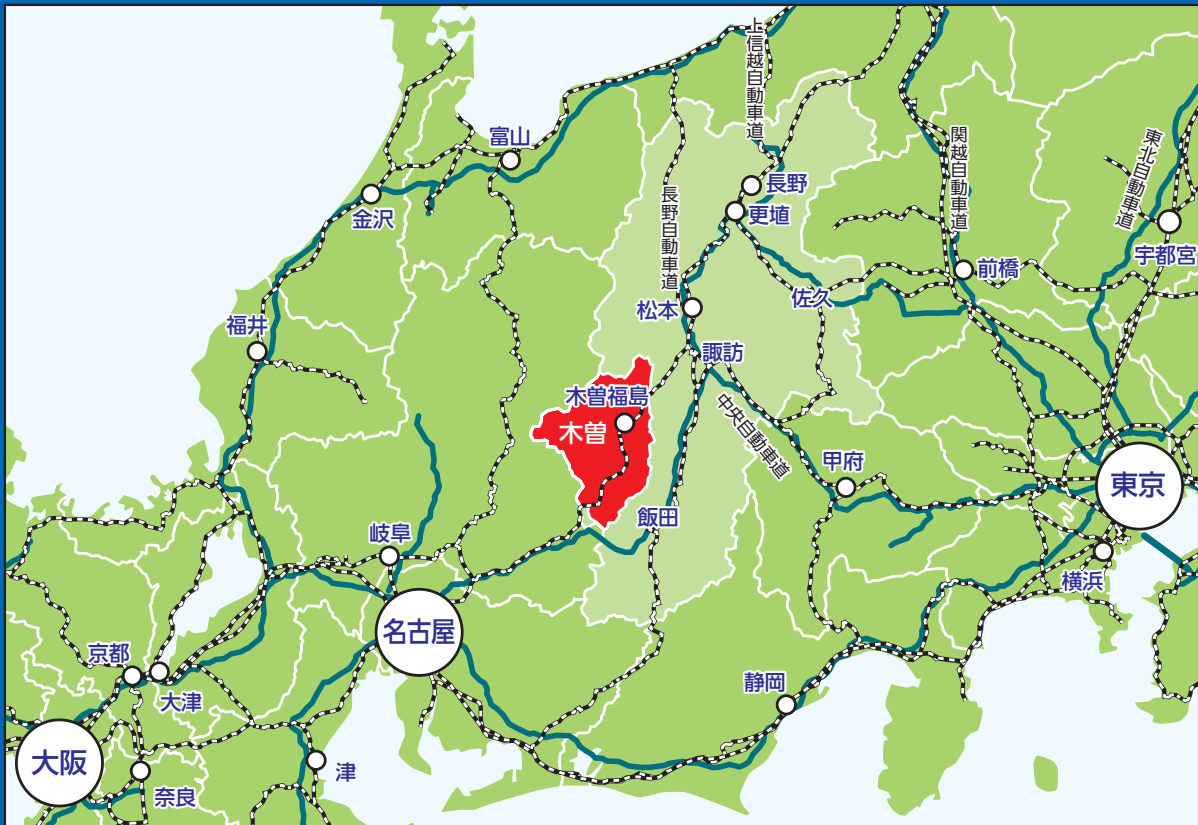 上信越自動車道
富山
関越自動車道
東北自動車道
長野
金沢
長野自動車道
更埴
宇都宮
前橋
佐久
松本
福井
諏訪
木曽福島
中央自動車道
木曽
甲府
東京
飯田
岐阜
横浜
名古屋
京都
大津
静岡
大阪
津
奈良